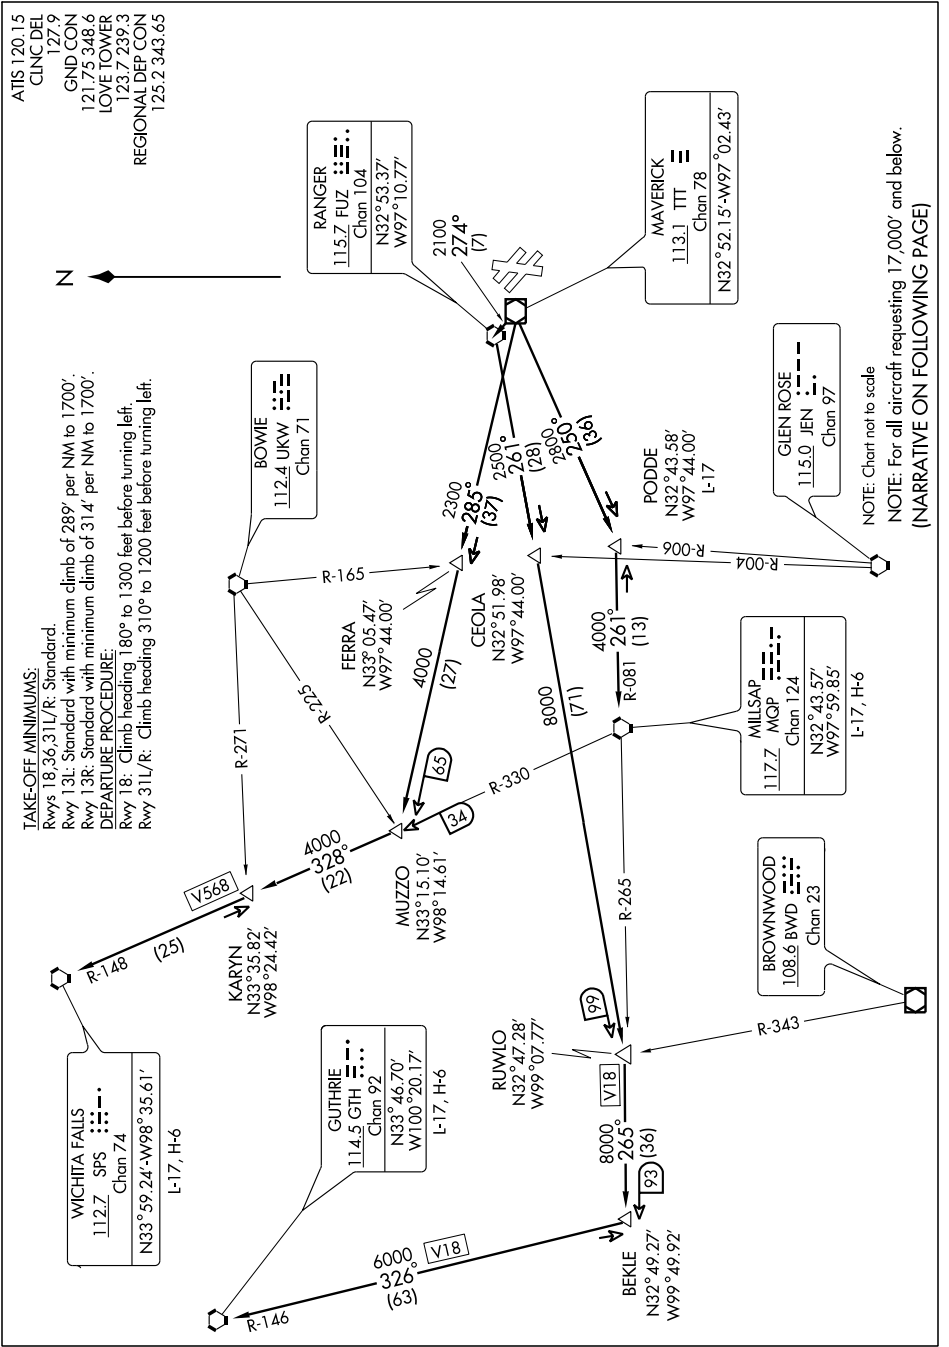 ATIS 120.15
CLNC DEL
127.9
GND CON
121.75 348.6
LOVE TOWER
123.7 239.3
REGIONAL DEP CON
125.2 343.65
N
TAKE-OFF MINIMUMS:
Rwys 18,36,31L/R: Standard.
Rwy 13L: Standard with minimum climb of 289' per NM to 1700'.
Rwy 13R: Standard with minimum climb of 314' per NM to 1700'.
DEPARTURE PROCEDURE:
Rwy 18: Climb heading 180° to 1300 feet before turning left.
Rwy 31L/R: Climb heading 310° to 1200 feet before turning left.
WICHITA FALLS
112.7 SPS
Chan 74
N33°59.24'-W98°35.61'
L-17, H-6
R-148
(25)
V568
KARYN
N33°35.82'
W98°24.42'
4000
328°
(22)
R-271
R-225
R-165
BOWIE
112.4 UKW
Chan 71
RANGER
115.7 FUZ
Chan 104
N32°53.37'
W97°10.77'
2100
274°
(7)
MAVERICK
113.1 TTT
Chan 78
N32°52.15'-W97°02.43'
GUTHRIE
114.5 GTH
Chan 92
N33°46.70'
W100°20.17'
L-17, H-6
R-146
6000
326°
(63)
V18
MUZZO
N33°15.10'
W98°14.61'
65
34
R-330
4000
(27)
FERRA
N33°05.47'
W97°44.00'
2300
285°
(37)
2500
261°
(28)
2800
250°
(36)
CEOLA
N32°51.98'
W97°44.00'
8000
(71)
PODDE
N32°43.58'
W97°44.00'
L-17
4000
261°
(13)
R-081
R-006
R-004
GLEN ROSE
115.0 JEN
Chan 97
MILLSAP
117.7 MQP
Chan 124
N32°43.57'
W97°59.85'
L-17, H-6
R-265
RUWLO
N32°47.28'
W99°07.77'
99
V18
8000
265°
(36)
93
BEKLE
N32°49.27'
W99°49.92'
R-343
BROWNWOOD
108.6 BWD
Chan 23
NOTE: Chart not to scale
NOTE: For all aircraft requesting 17,000' and below.
(NARRATIVE ON FOLLOWING PAGE)